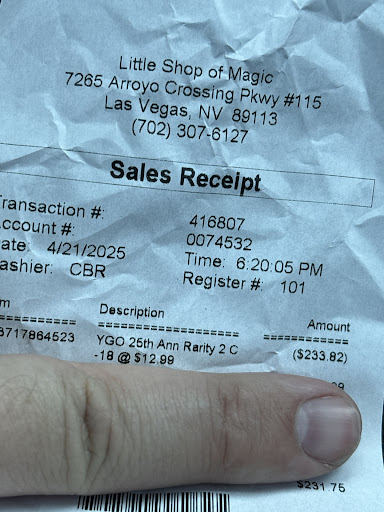 Little Shop of Magic
7265 Arroyo Crossing Pkwy #115
Las Vegas, NV 89113
(702) 307-6127
Sales Receipt
ransaction #: 416807
ccount #: 0074532
ate: 4/21/2025 Time: 6:20:05 PM
ashier: CBR Register #: 101
m Description Amount
3717864523 YGO 25th Ann Rarity 2 C ($233.82)
-18 @ $12.99
$231.75